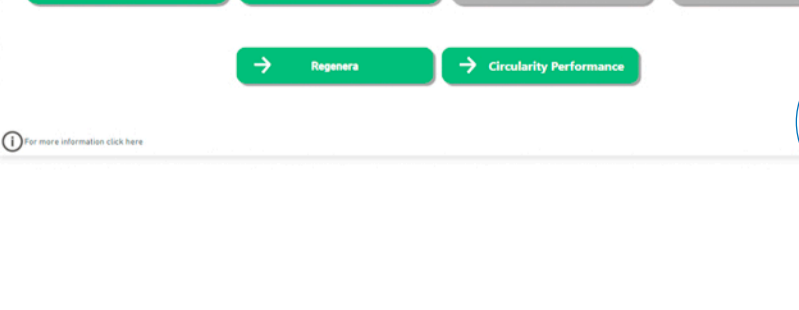 Regenera
Circularity Performance
For more information click here